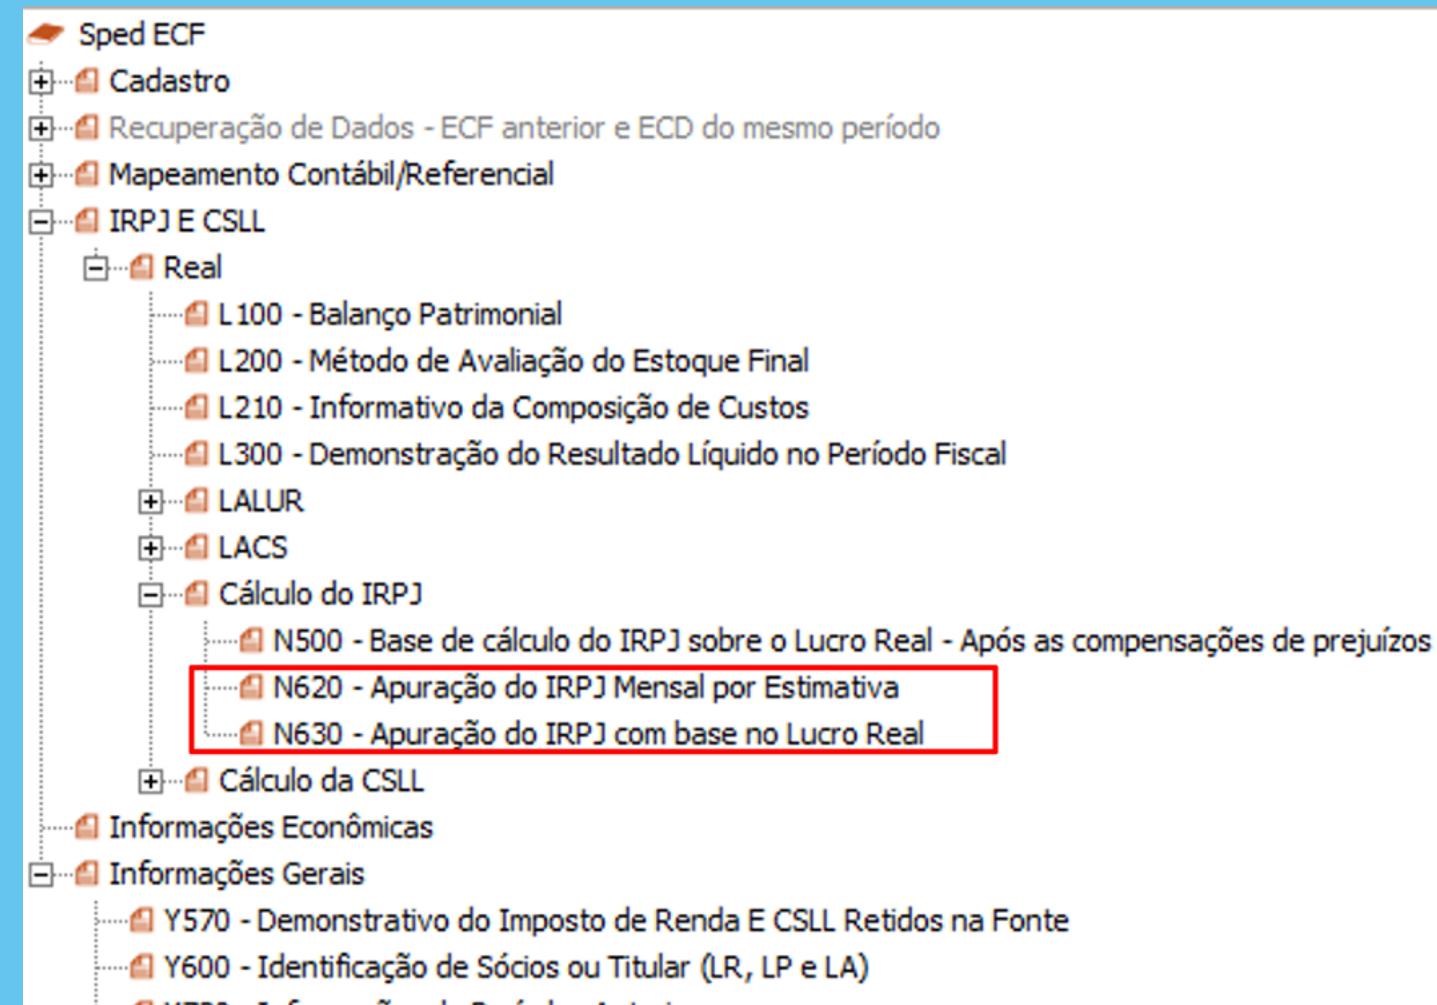 Sped ECF
Cadastro
Recuperação de Dados - ECF anterior e ECD do mesmo período
Mapeamento Contábil/Referencial
IRPJ E CSLL
Real
L100 - Balanço Patrimonial
L200 - Método de Avaliação do Estoque Final
L210 - Informativo da Composição de Custos
L300 - Demonstração do Resultado Líquido no Período Fiscal
LALUR
LACS
Cálculo do IRPJ
N500 - Base de cálculo do IRPJ sobre o Lucro Real - Após as compensações de prejuízos
N620 - Apuração do IRPJ Mensal por Estimativa
N630 - Apuração do IRPJ com base no Lucro Real
Cálculo da CSLL
Informações Econômicas
Informações Gerais
Y570 - Demonstrativo do Imposto de Renda E CSLL Retidos na Fonte
Y600 - Identificação de Sócios ou Titular (LR, LP e LA)